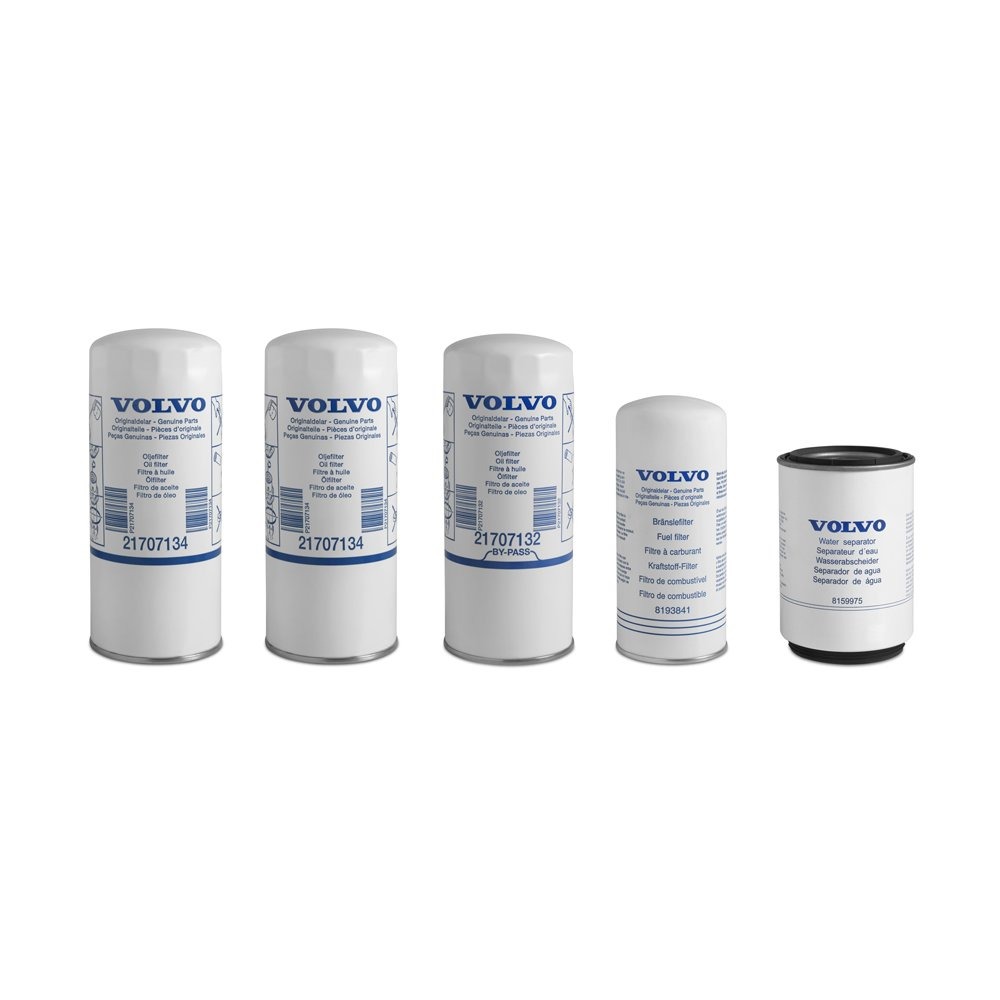 VOLVO
Originaldelar - Genuine Parts
Originalteile - Pièces d'origine
Peças Genuinas - Piezas Originales
Oljefilter
Oil filter
Filtre à huile
Ölfilter
Filtro de aceite
Filtro de óleo
P21707134
21707134
VOLVO
Originaldelar - Genuine Parts
Originalteile - Pièces d'origine
Peças Genuinas - Piezas Originales
Oljefilter
Oil filter
Filtre à huile
Ölfilter
Filtro de aceite
Filtro de óleo
P21707134
21707134
VOLVO
Originaldelar - Genuine Parts
Originalteile - Pièces d'origine
Peças Genuinas - Piezas Originales
Oljefilter
Oil filter
Filtre à huile
Ölfilter
Filtro de aceite
Filtro de óleo
P21707132
21707132
BY-PASS
VOLVO
Originaldelar - Genuine Parts
Originalteile - Pièces d'origine
Peças Genuinas - Piezas Originales
Bränslefilter
Fuel filter
Filtre à carburant
Kraftstoff-Filter
Filtro de combustível
Filtro de combustible
8193841
VOLVO
Water separator
Separateur d'eau
Wasserabscheider
Separador de agua
Separador de água
8159975